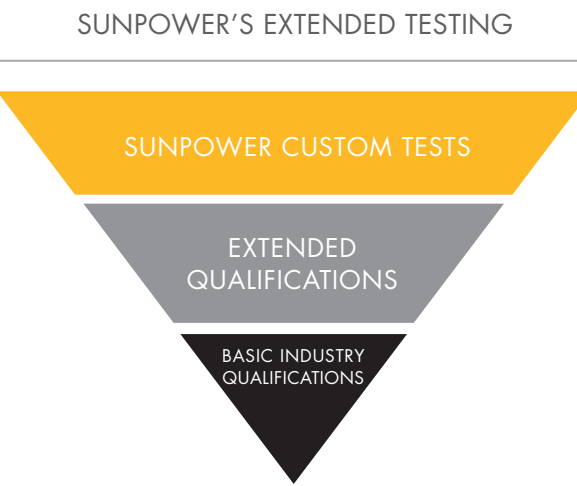 SUNPOWER’S EXTENDED TESTING
SUNPOWER CUSTOM TESTS
EXTENDED
QUALIFICATIONS
BASIC INDUSTRY
QUALIFICATIONS